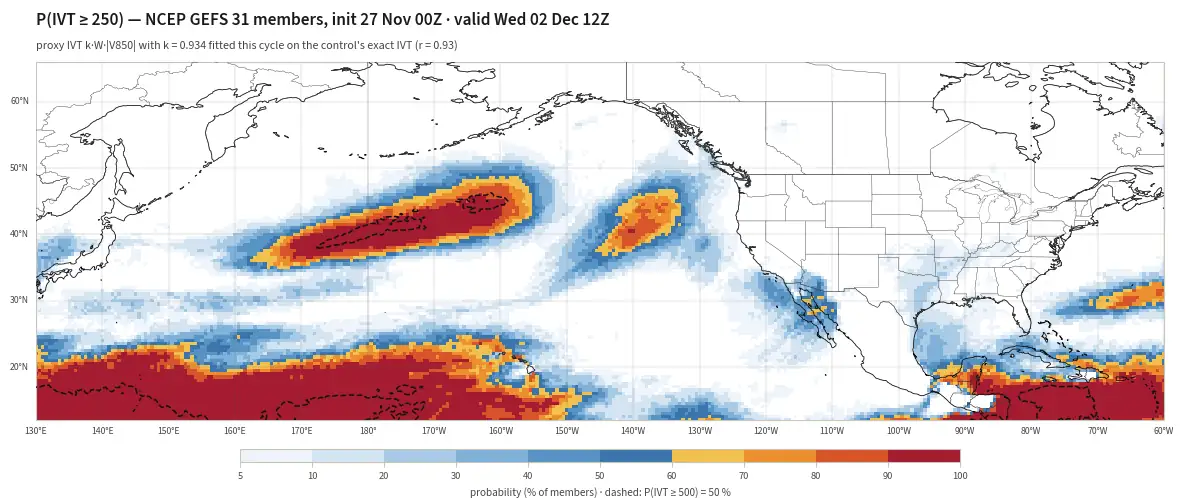 P(IVT ≥ 250) — NCEP GEFS 31 members, init 27 Nov 00Z · valid Wed 02 Dec 12Z
proxy IVT k·W·|V850| with k = 0.934 fitted this cycle on the control's exact IVT (r = 0.93)
60°N
50°N
40°N
30°N
20°N
130°E 140°E 150°E 160°E 170°E 180° 170°W 160°W 150°W 140°W 130°W 120°W 110°W 100°W 90°W 80°W 70°W 60°W
5 10 20 30 40 50 60 70 80 90 100
probability (% of members) · dashed: P(IVT ≥ 500) = 50 %